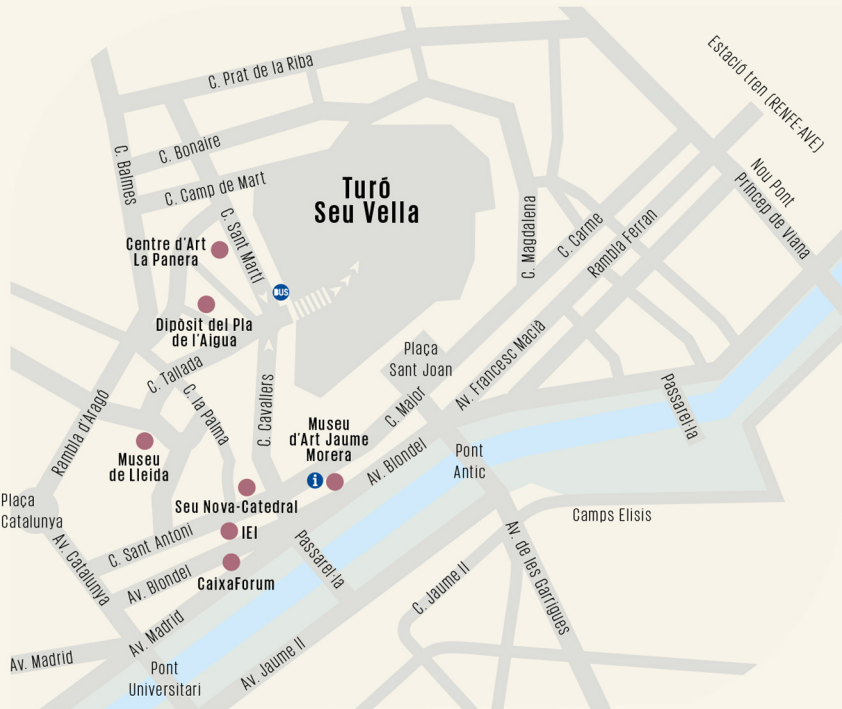 C. Prat de la Riba
Estació tren (RENFE-AVE)
C. Balmes
C. Bonaire
C. Camp de Mart
Turó
Seu Vella
Nou Pont
Príncep de Viana
C. Sant Martí
Centre d'Art
La Panera
C. Magdalena
C. Carme
Rambla Ferran
BUS
Dipòsit del Pla
de l'Aigua
Plaça
Sant Joan
Av. Francesc Macià
C. Tallada
C. la Palma
C. Cavallers
C. Major
Passarel·la
Rambla d'Aragó
Museu
d'Art Jaume
Morera
Museu
de Lleida
i
Av. Blondel
Pont
Antic
Plaça
Catalunya
Seu Nova-Catedral
Camps Elisis
IEI
C. Sant Antoni
Av. Catalunya
Passarel·la
Av. de les Garrigues
Av. Blondel
CaixaForum
C. Jaume II
Av. Madrid
Av. Madrid
Av. Jaume II
Pont
Universitari